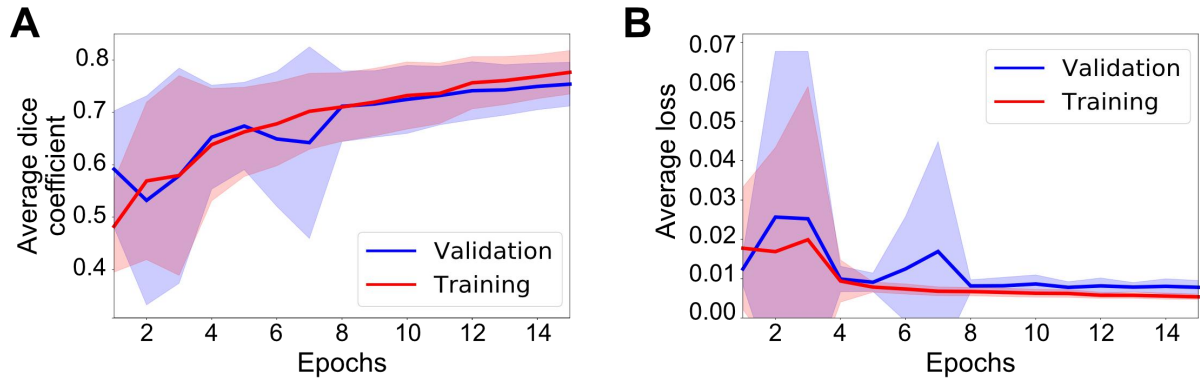 A
Average dice
coefficient
0.8
0.7
0.6
0.5
0.4
Validation
Training
2 4 6 8 10 12 14
Epochs
B
Average loss
0.07
0.06
0.05
0.04
0.03
0.02
0.01
0.00
Validation
Training
2 4 6 8 10 12 14
Epochs